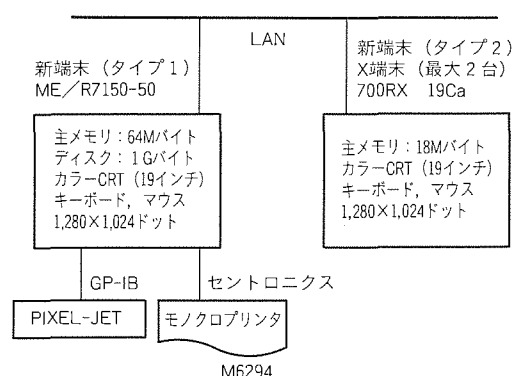 LAN
新端末（タイプ1）
ME／R7150-50
新端末（タイプ2）
X端末（最大2台）
700RX 19Ca
主メモリ：64Mバイト
ディスク：1Gバイト
カラーCRT（19インチ）
キーボード，マウス
1,280×1,024ドット
主メモリ：18Mバイト
カラーCRT（19インチ）
キーボード，マウス
1,280×1,024ドット
GP-IB
セントロニクス
PIXEL-JET
モノクロプリンタ
M6294